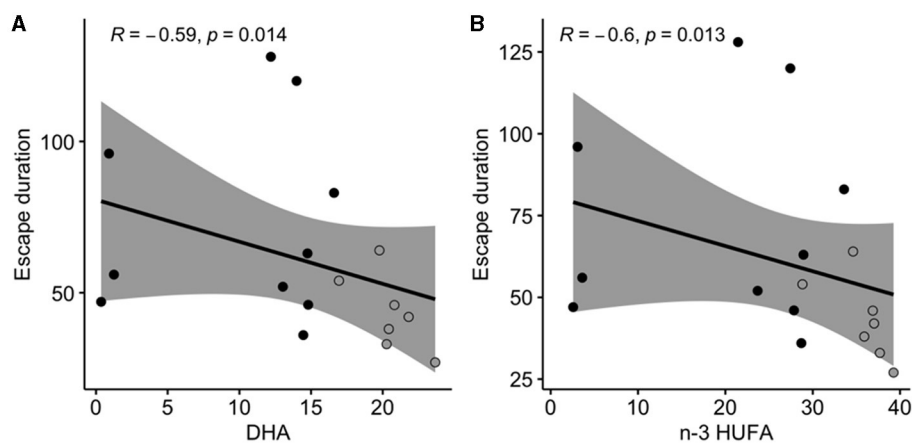 A
R = −0.59, p = 0.014
Escape duration
100
50
0 5 10 15 20
DHA
B
R = −0.6, p = 0.013
Escape duration
125
100
75
50
25
0 10 20 30 40
n-3 HUFA